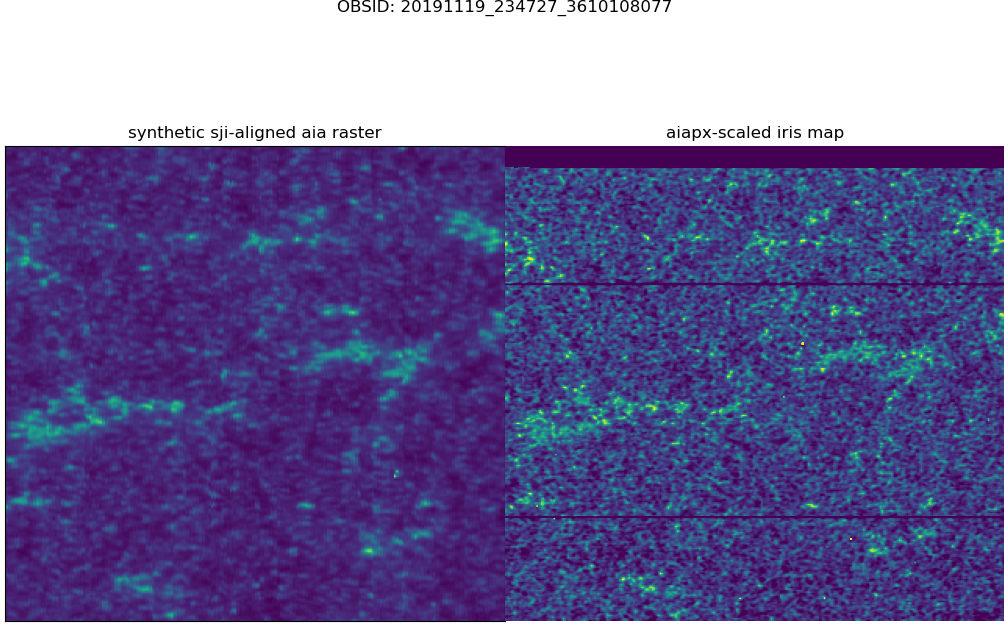 OBSID: 20191119_234727_3610108077
synthetic sji-aligned aia raster
aiapx-scaled iris map